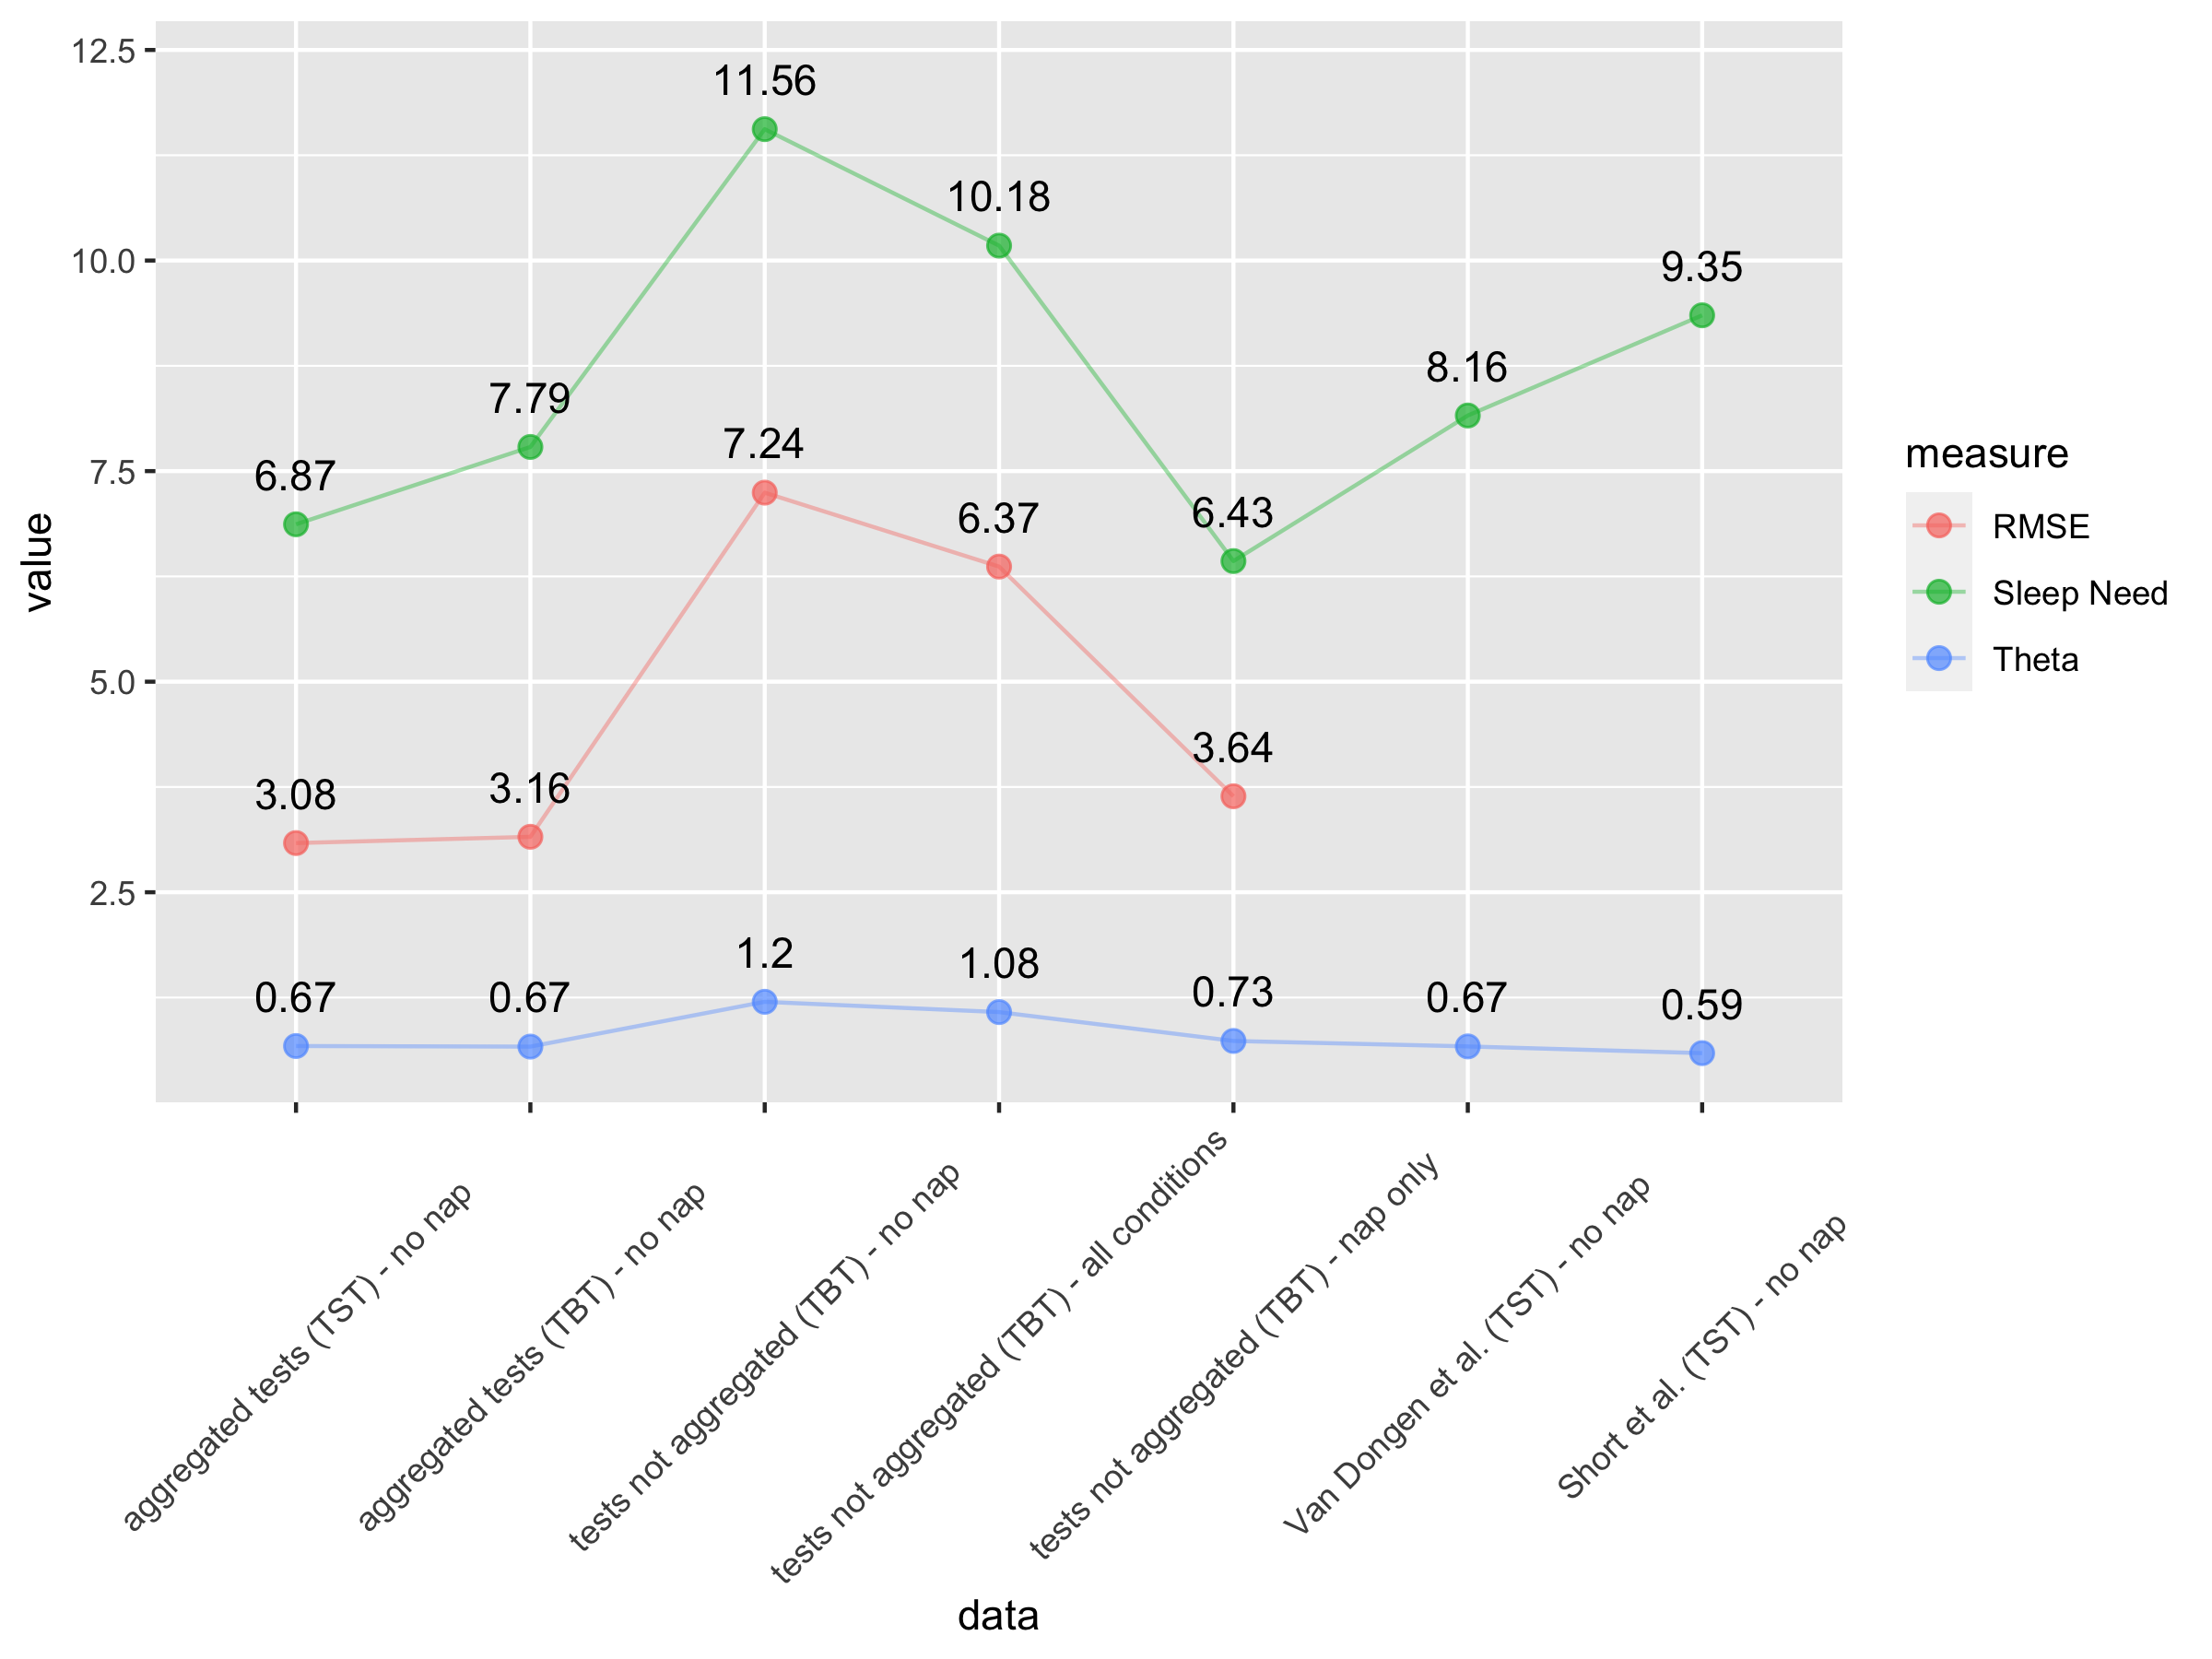 12.5
10.0
7.5
5.0
2.5
value
11.56
10.18
9.35
8.16
7.79
7.24
6.87
6.43
6.37
3.64
3.16
3.08
1.2
1.08
0.73
0.67
0.67
0.67
0.59
measure
RMSE
Sleep Need
Theta
aggregated tests (TST) - no nap
aggregated tests (TBT) - no nap
tests not aggregated (TBT) - no nap
tests not aggregated (TBT) - all conditions
tests not aggregated (TBT) - nap only
Van Dongen et al. (TST) - no nap
Short et al. (TST) - no nap
data